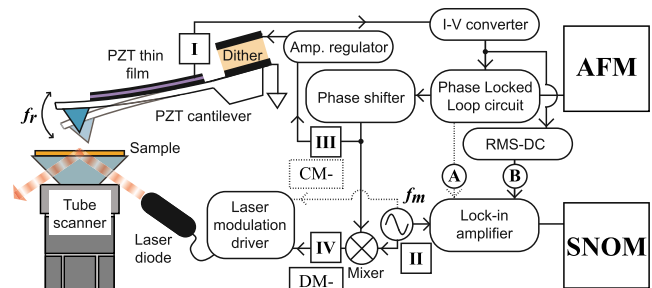 I-V converter
I
Dither
Amp. regulator
PZT thin
film
AFM
Phase Locked
Loop circuit
Phase shifter
PZT cantilever
fr
III
RMS-DC
Sample
CM-
A
B
fm
Tube
scanner
Laser
modulation
driver
Lock-in
amplifier
Laser
diode
IV
Mixer
II
SNOM
DM-